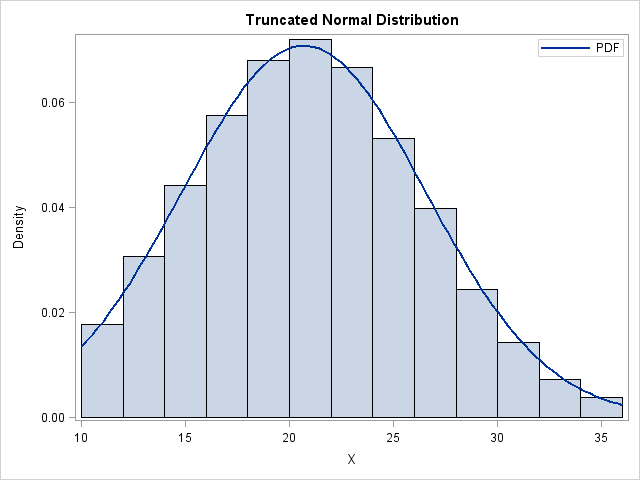 Truncated Normal Distribution
PDF
0.06
0.04
0.02
0.00
Density
10 15 20 25 30 35
X